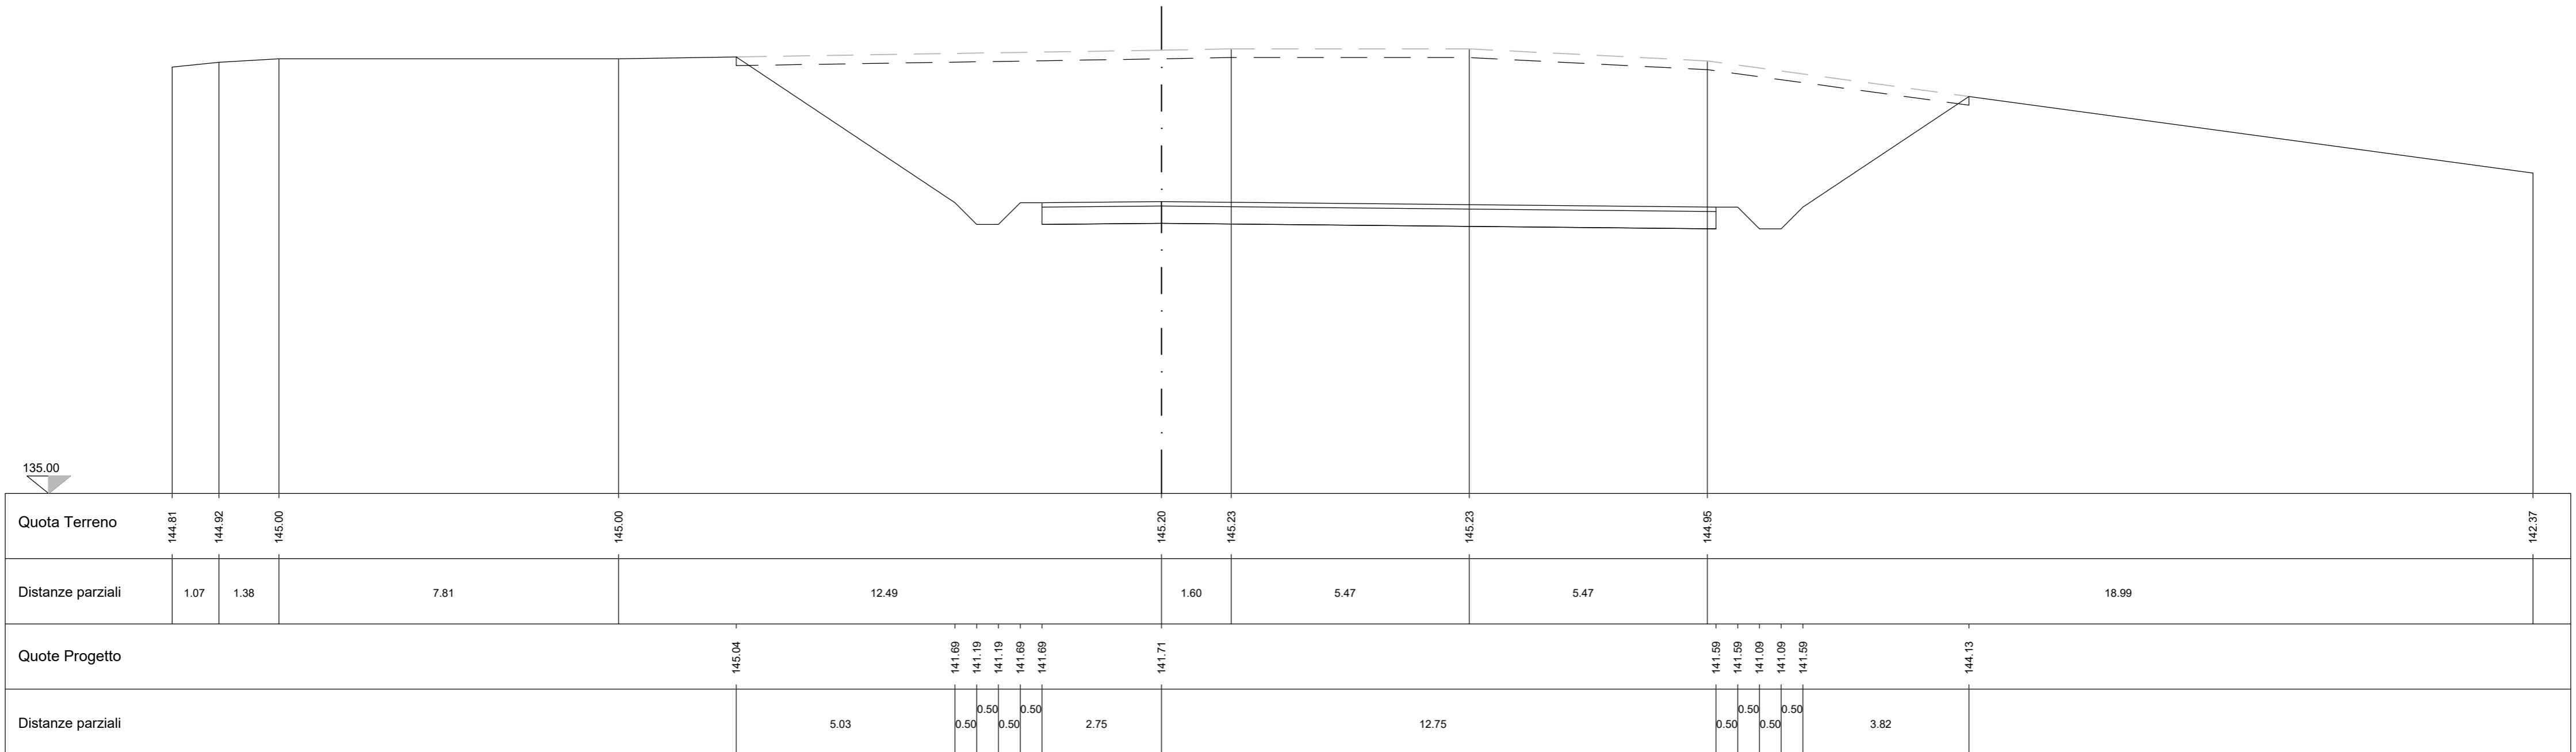 135.00
Quota Terreno 144.81 144.92 145.00 145.00 145.20 145.23 145.23 144.95 142.37
Distanze parziali 1.07 1.38 7.81 12.49 1.60 5.47 5.47 18.99
Quote Progetto 145.04 141.69 141.19 141.19 141.69 141.69 141.71 141.59 141.59 141.09 141.09 141.59 144.13
Distanze parziali 5.03 0.50 0.50 0.50 0.50 2.75 12.75 0.50 0.50 0.50 0.50 3.82